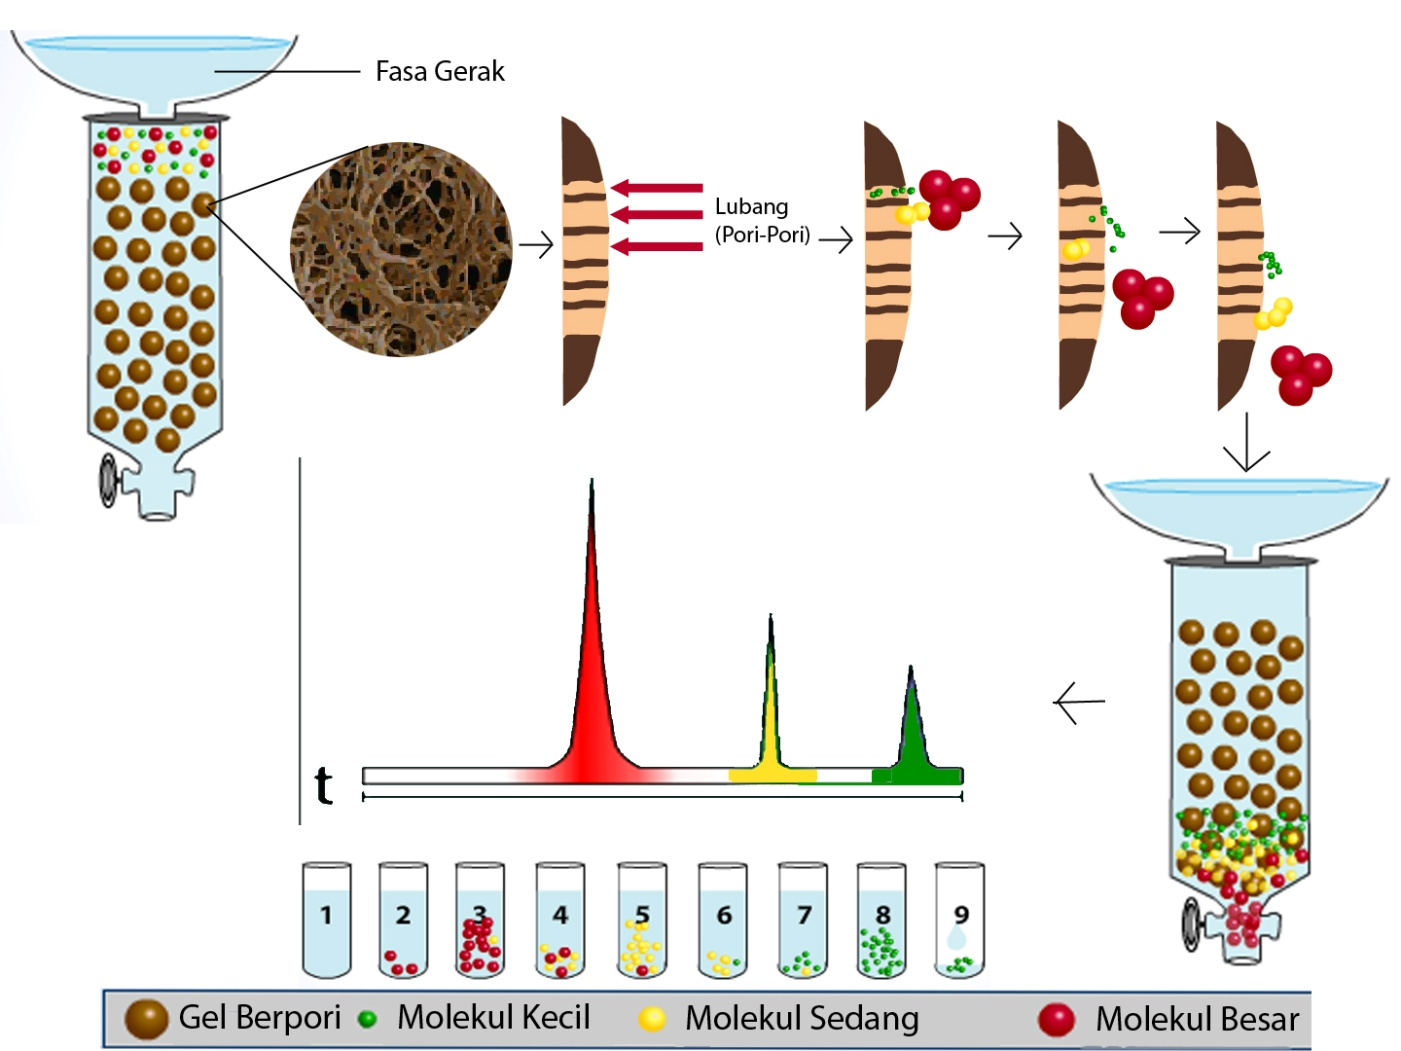 Fasa Gerak
Lubang
(Pori-Pori)
t
1 2 3 4 5 6 7 8 9
Gel Berpori Molekul Kecil Molekul Sedang Molekul Besar